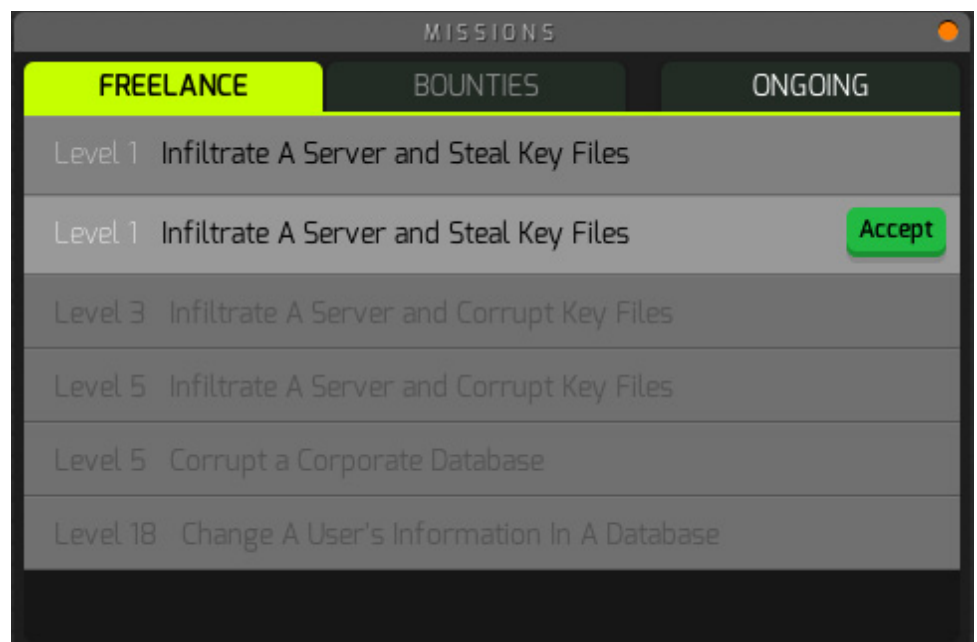 MISSIONS
FREELANCE BOUNTIES ONGOING
Level 1 Infiltrate A Server and Steal Key Files
Level 1 Infiltrate A Server and Steal Key Files Accept
Level 3 Infiltrate A Server and Corrupt Key Files
Level 5 Infiltrate A Server and Corrupt Key Files
Level 5 Corrupt a Corporate Database
Level 18 Change A User's Information In A Database